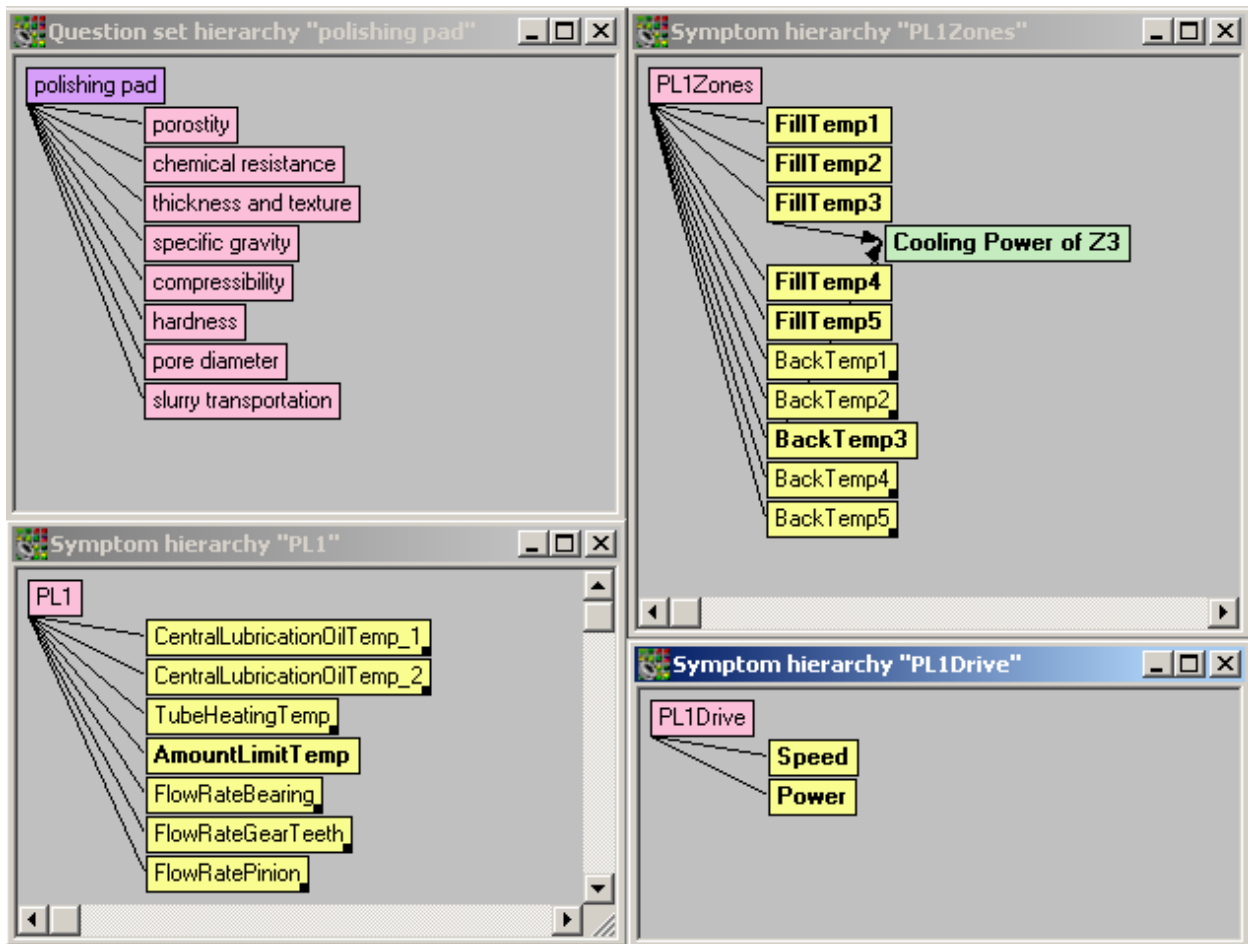 Question set hierarchy "polishing pad"
polishing pad
porostity
chemical resistance
thickness and texture
specific gravity
compressibility
hardness
pore diameter
slurry transportation
Symptom hierarchy "PL1Zones"
PL1Zones
FillTemp1
FillTemp2
FillTemp3
Cooling Power of Z3
FillTemp4
FillTemp5
BackTemp1
BackTemp2
BackTemp3
BackTemp4
BackTemp5
Symptom hierarchy "PL1"
PL1
CentralLubricationOilTemp_1
CentralLubricationOilTemp_2
TubeHeatingTemp
AmountLimitTemp
FlowRateBearing
FlowRateGearTeeth
FlowRatePinion
Symptom hierarchy "PL1Drive"
PL1Drive
Speed
Power